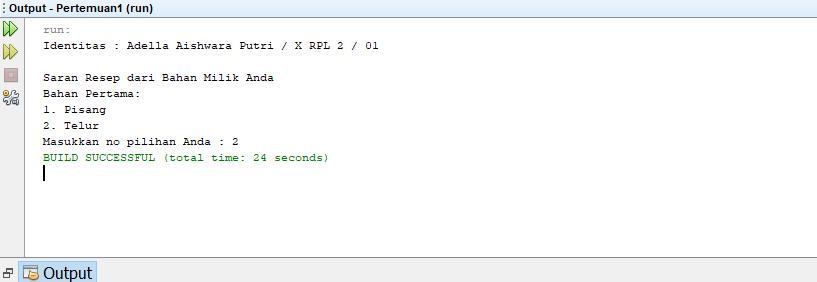 Output - Pertemuan1 (run)
run:
Identitas : Adella Aishwara Putri / X RPL 2 / 01
Saran Resep dari Bahan Milik Anda
Bahan Pertama:
1. Pisang
2. Telur
Masukkan no pilihan Anda : 2
BUILD SUCCESSFUL (total time: 24 seconds)
Output